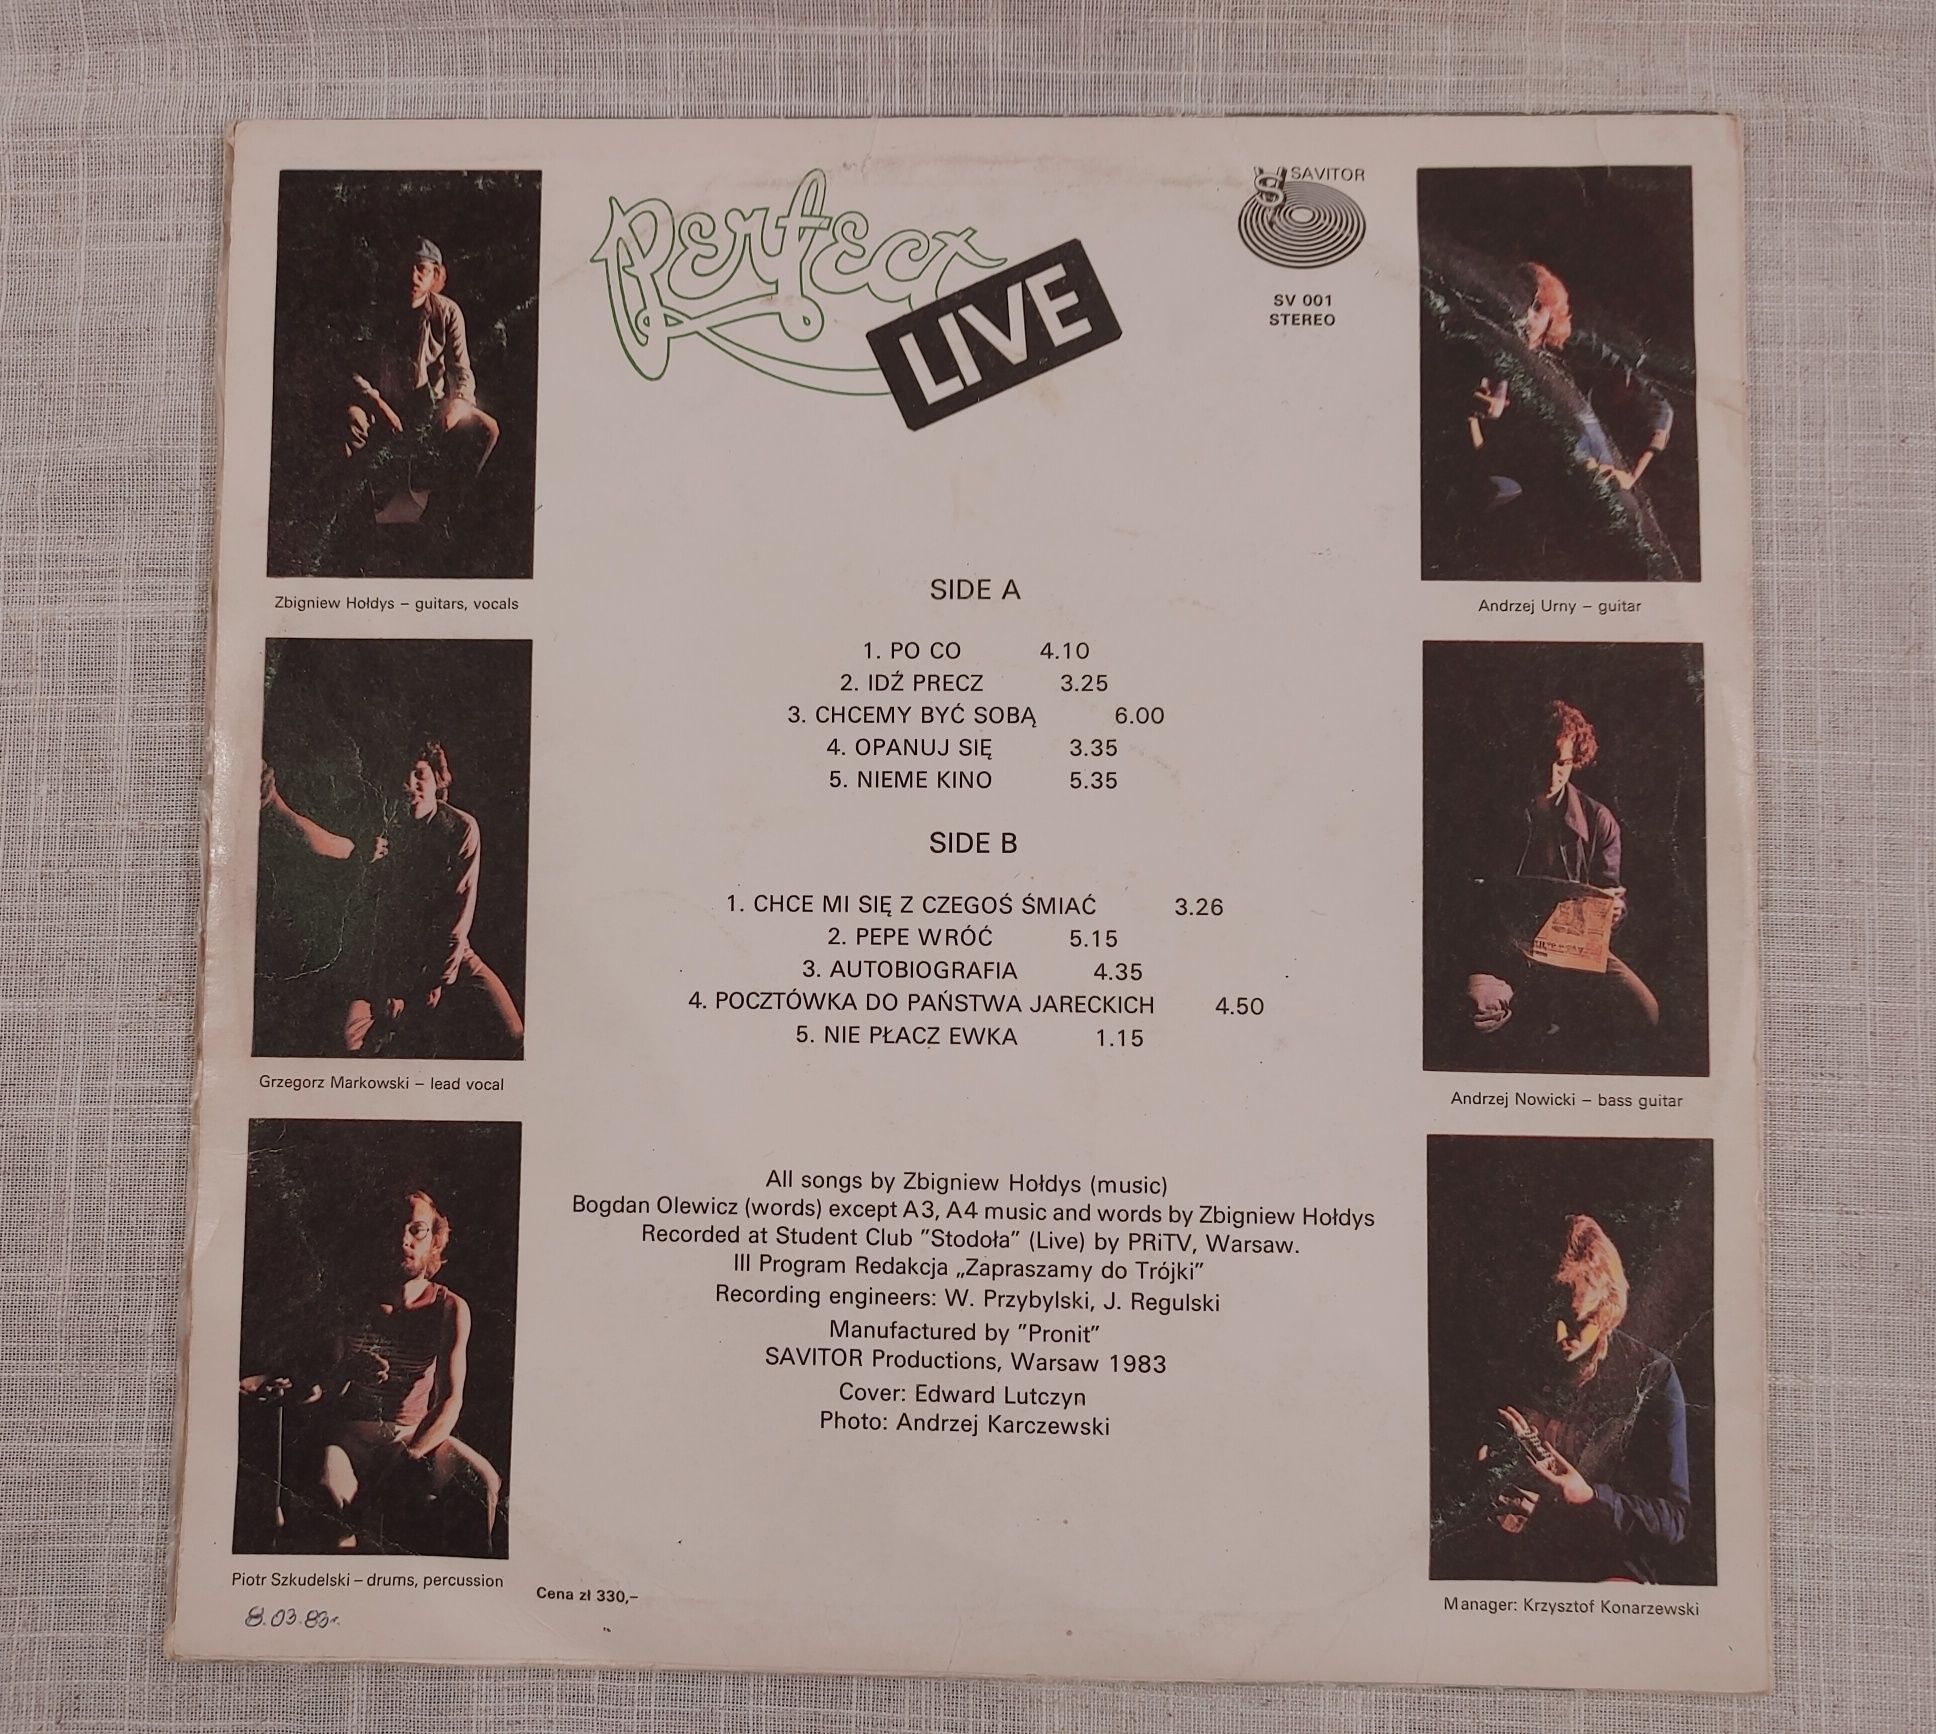 Perfect
LIVE
SAVITOR
SV 001
STEREO
Zbigniew Hołdys – guitars, vocals
Andrzej Urny – guitar
SIDE A
1. PO CO 4.10
2. IDŹ PRECZ 3.25
3. CHCEMY BYĆ SOBĄ 6.00
4. OPANUJ SIĘ 3.35
5. NIEME KINO 5.35
SIDE B
1. CHCE MI SIĘ Z CZEGOŚ ŚMIAĆ 3.26
2. PEPE WRÓĆ 5.15
3. AUTOBIOGRAFIA 4.35
4. POCZTÓWKA DO PAŃSTWA JARECKICH 4.50
5. NIE PŁACZ EWKA 1.15
Grzegorz Markowski – lead vocal
Andrzej Nowicki – bass guitar
All songs by Zbigniew Hołdys (music)
Bogdan Olewicz (words) except A3, A4 music and words by Zbigniew Hołdys
Recorded at Student Club "Stodoła" (Live) by PRiTV, Warsaw.
III Program Redakcja „Zapraszamy do Trójki"
Recording engineers: W. Przybylski, J. Regulski
Manufactured by "Pronit"
SAVITOR Productions, Warsaw 1983
Cover: Edward Lutczyn
Photo: Andrzej Karczewski
Piotr Szkudelski – drums, percussion
Cena zł 330,–
Manager: Krzysztof Konarzewski
8.03.83r.